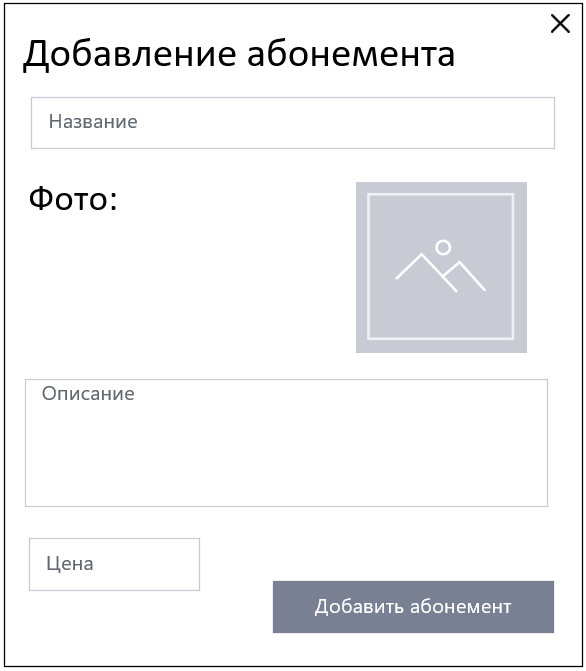 Добавление абонемента
Название
Фото:
Описание
Цена
Добавить абонемент